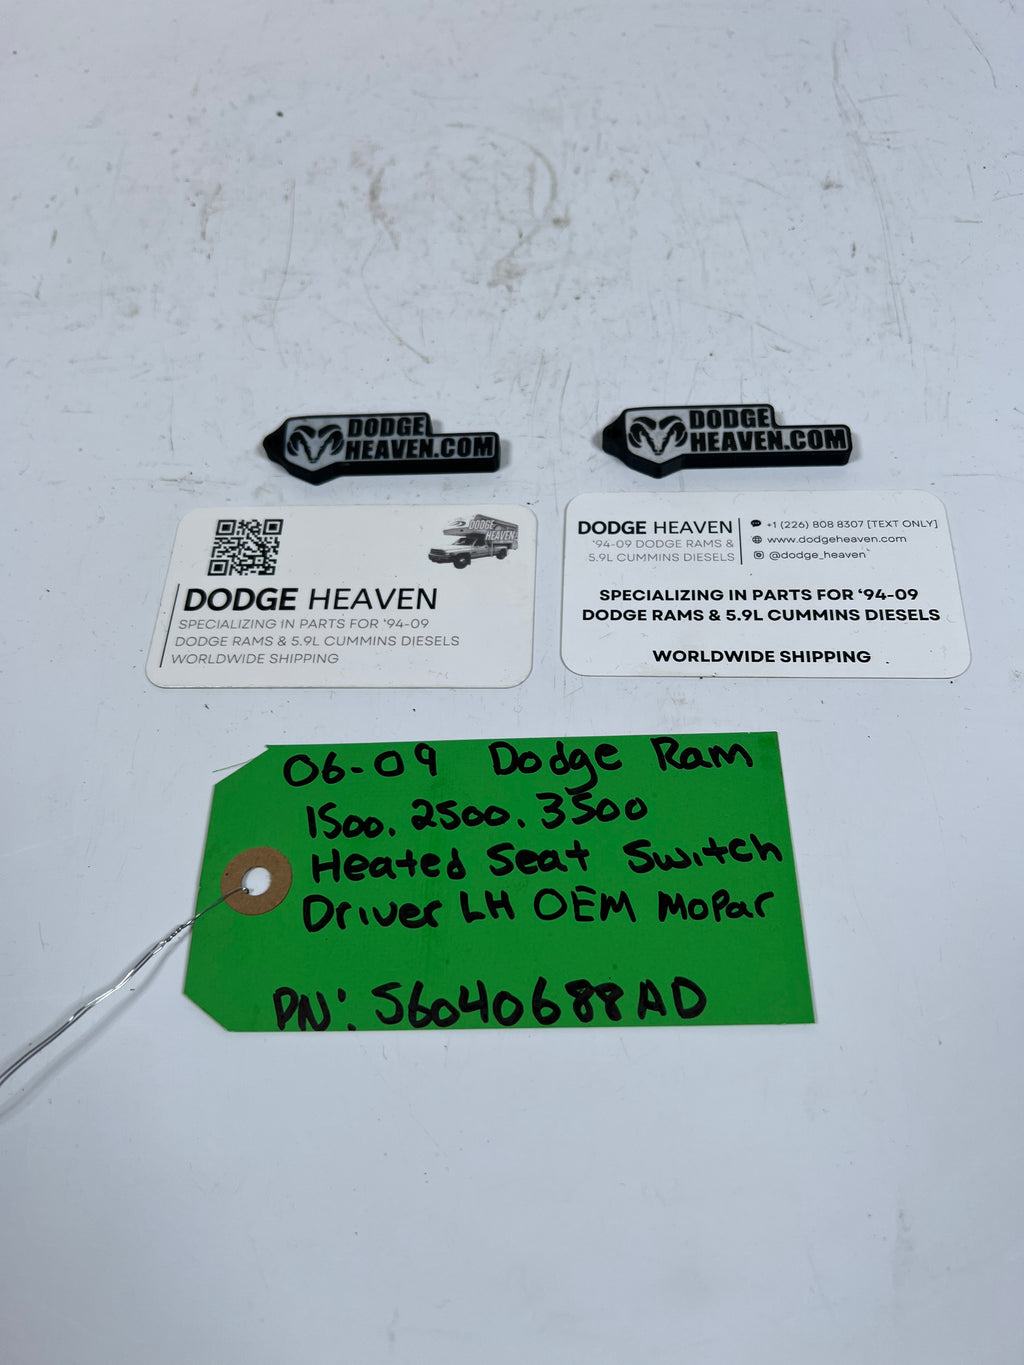 DODGE
HEAVEN.COM
DODGE
HEAVEN.COM
DODGE
HEAVEN
DODGE HEAVEN
SPECIALIZING IN PARTS FOR ‘94-09
DODGE RAMS & 5.9L CUMMINS DIESELS
WORLDWIDE SHIPPING
DODGE HEAVEN
‘94-09 DODGE RAMS &
5.9L CUMMINS DIESELS
+1 (226) 808 8307 [TEXT ONLY]
www.dodgeheaven.com
@dodge_heaven
SPECIALIZING IN PARTS FOR ‘94-09
DODGE RAMS & 5.9L CUMMINS DIESELS
WORLDWIDE SHIPPING
06-09 Dodge Ram
1500. 2500. 3500
Heated Seat Switch
Driver LH OEM Mopar
PN: 56040688AD